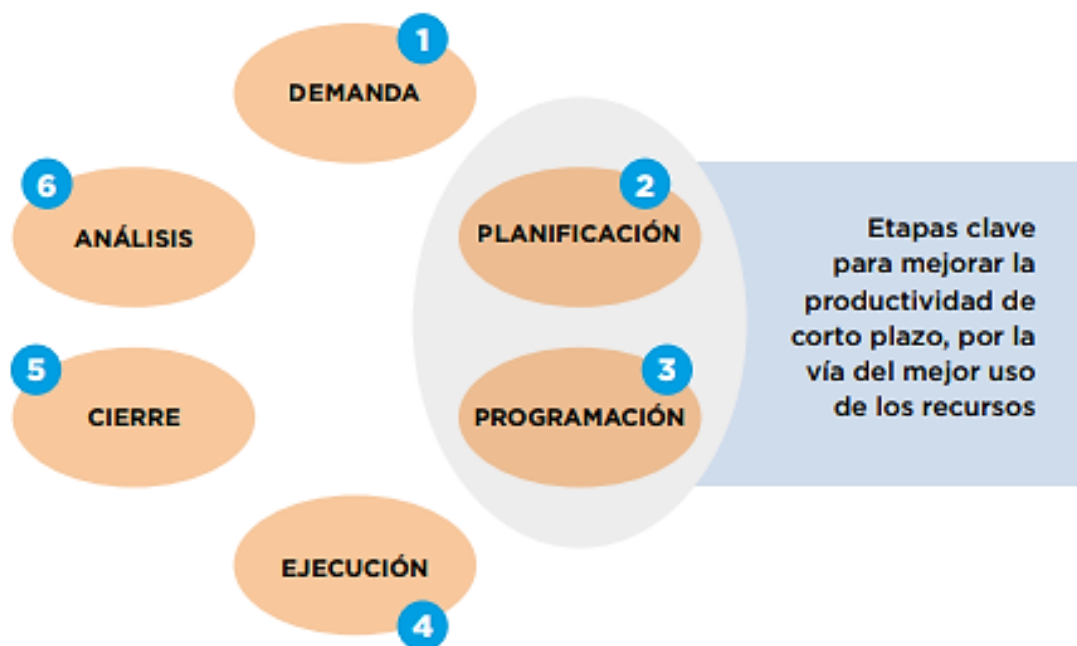 1
DEMANDA
2
PLANIFICACIÓN
3
PROGRAMACIÓN
Etapas clave
para mejorar la
productividad de
corto plazo, por la
vía del mejor uso
de los recursos
4
EJECUCIÓN
5
CIERRE
6
ANÁLISIS